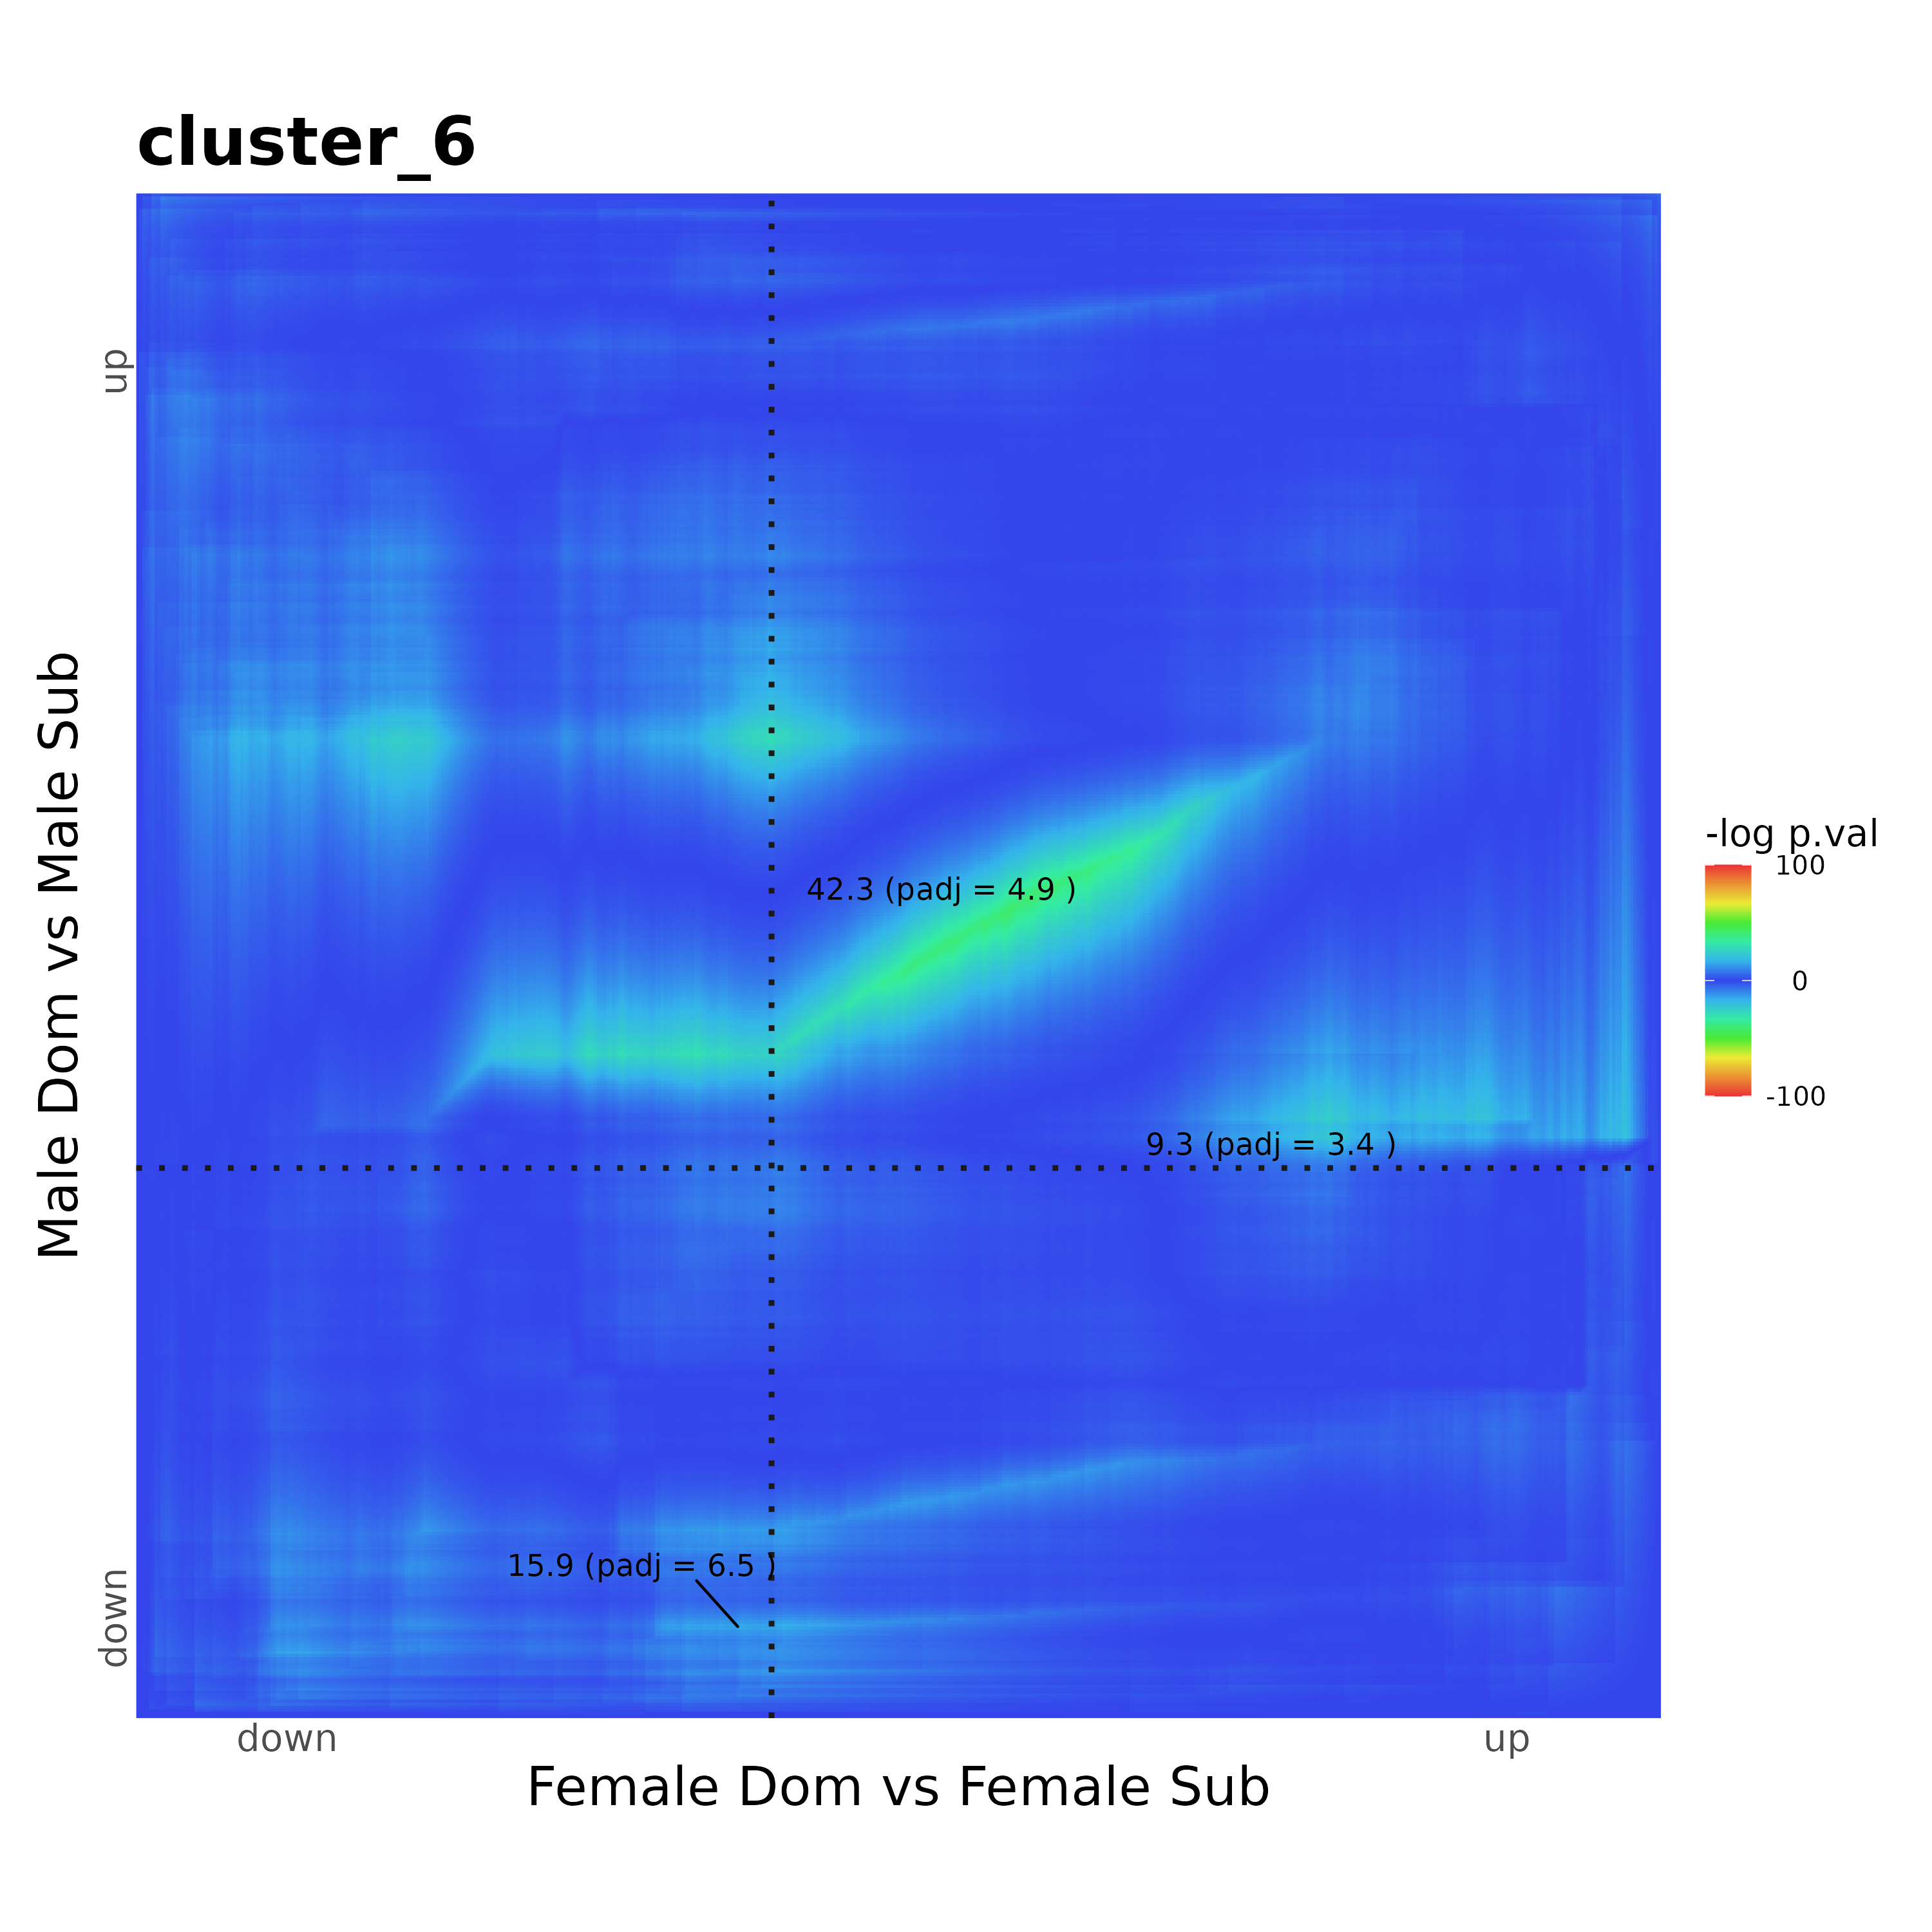 cluster_6
up
Male Dom vs Male Sub
down
42.3 (padj = 4.9 )
9.3 (padj = 3.4 )
15.9 (padj = 6.5 )
down
up
Female Dom vs Female Sub
-log p.val
100
0
-100